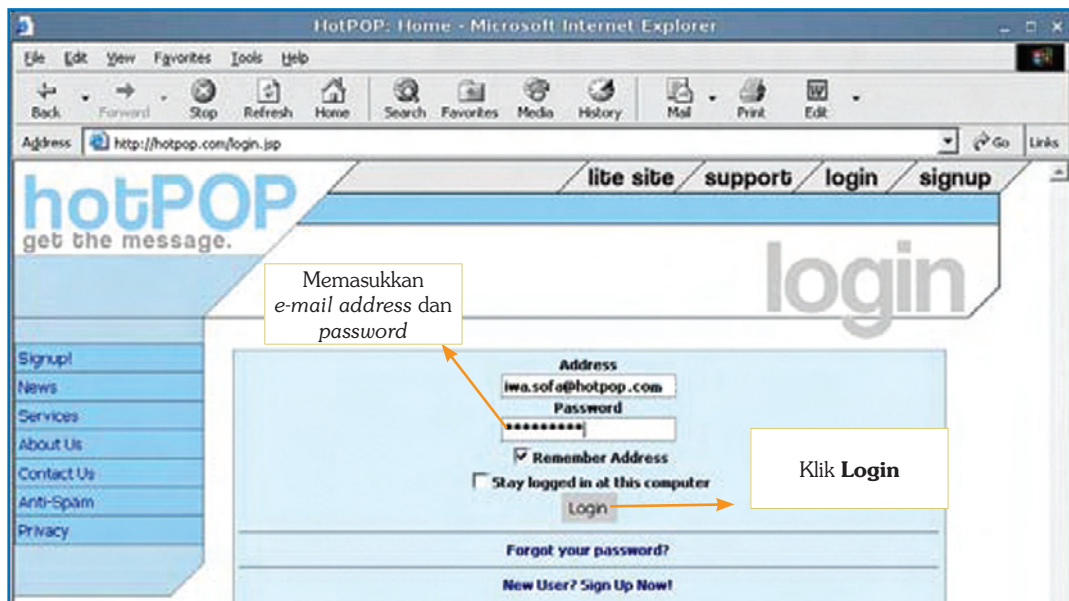 HotPOP: Home - Microsoft Internet Explorer
File Edit View Favorites Tools Help
Back Forward Stop Refresh Home Search Favorites Media History Mail Print Edit
Address http://hotpop.com/login.jsp Go Links
lite site support login signup
hotPOP
get the message.
login
Memasukkan
e-mail address dan
password
Signup!
News
Services
About Us
Contact Us
Anti-Spam
Privacy
Address
iwa.sofa@hotpop.com
Password
•••••••••
Remember Address
Stay logged in at this computer
Login
Klik Login
Forgot your password?
New User? Sign Up Now!